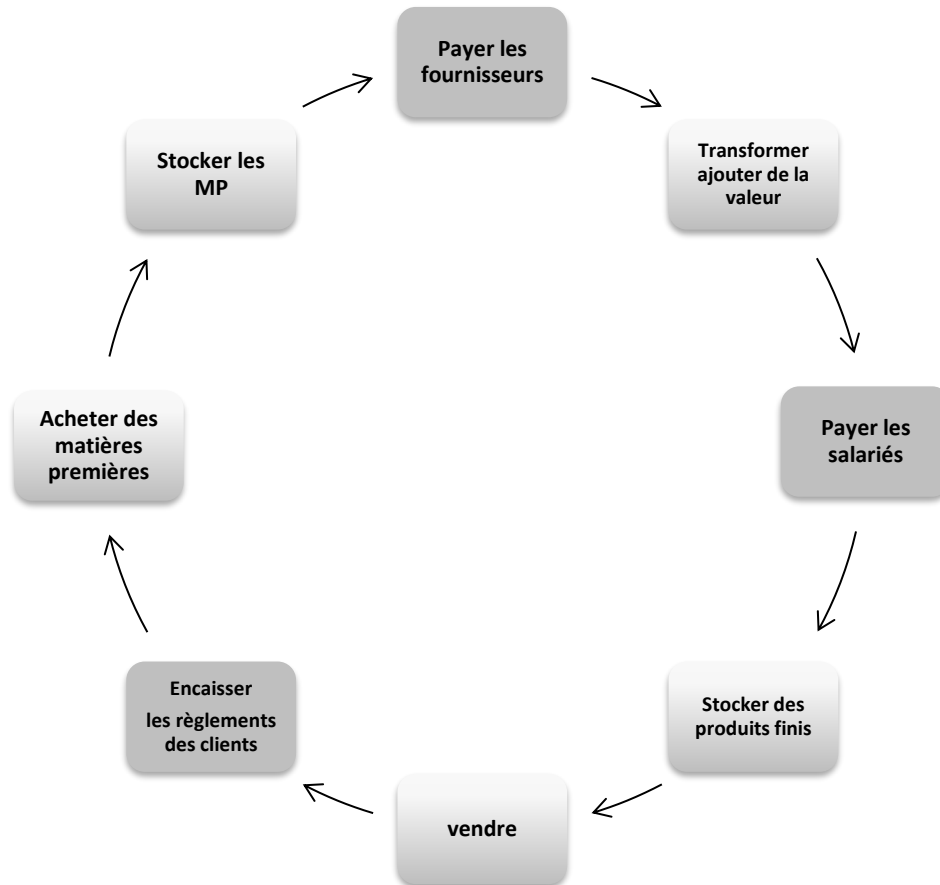 Payer les
fournisseurs
Transformer
ajouter de la
valeur
Payer les
salariés
Stocker des
produits finis
vendre
Encaisser
les règlements
des clients
Acheter des
matières
premières
Stocker les
MP